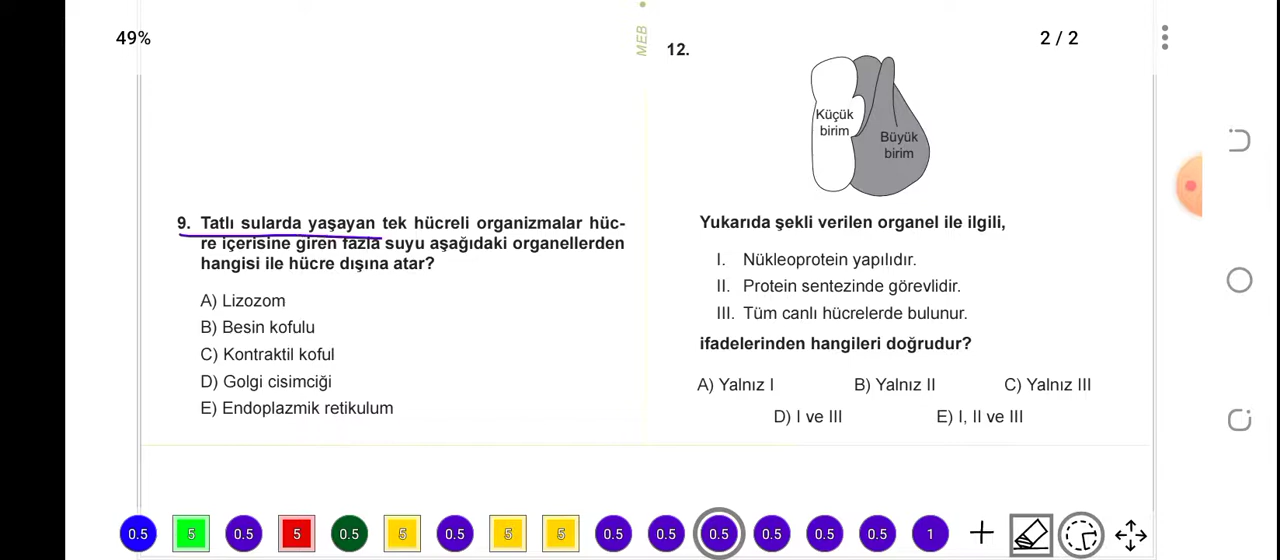 49%
2 / 2
MEB
9. Tatlı sularda yaşayan tek hücreli organizmalar hüc-
re içerisine giren fazla suyu aşağıdaki organellerden
hangisi ile hücre dışına atar?
A) Lizozom
B) Besin kofulu
C) Kontraktil koful
D) Golgi cisimciği
E) Endoplazmik retikulum
12.
Küçük
birim
Büyük
birim
Yukarıda şekli verilen organel ile ilgili,
I. Nükleoprotein yapılıdır.
II. Protein sentezinde görevlidir.
III. Tüm canlı hücrelerde bulunur.
ifadelerinden hangileri doğrudur?
A) Yalnız I B) Yalnız II C) Yalnız III
D) I ve III E) I, II ve III
0.5 5 0.5 5 0.5 5 0.5 5 5 0.5 0.5 0.5 0.5 0.5 0.5 1